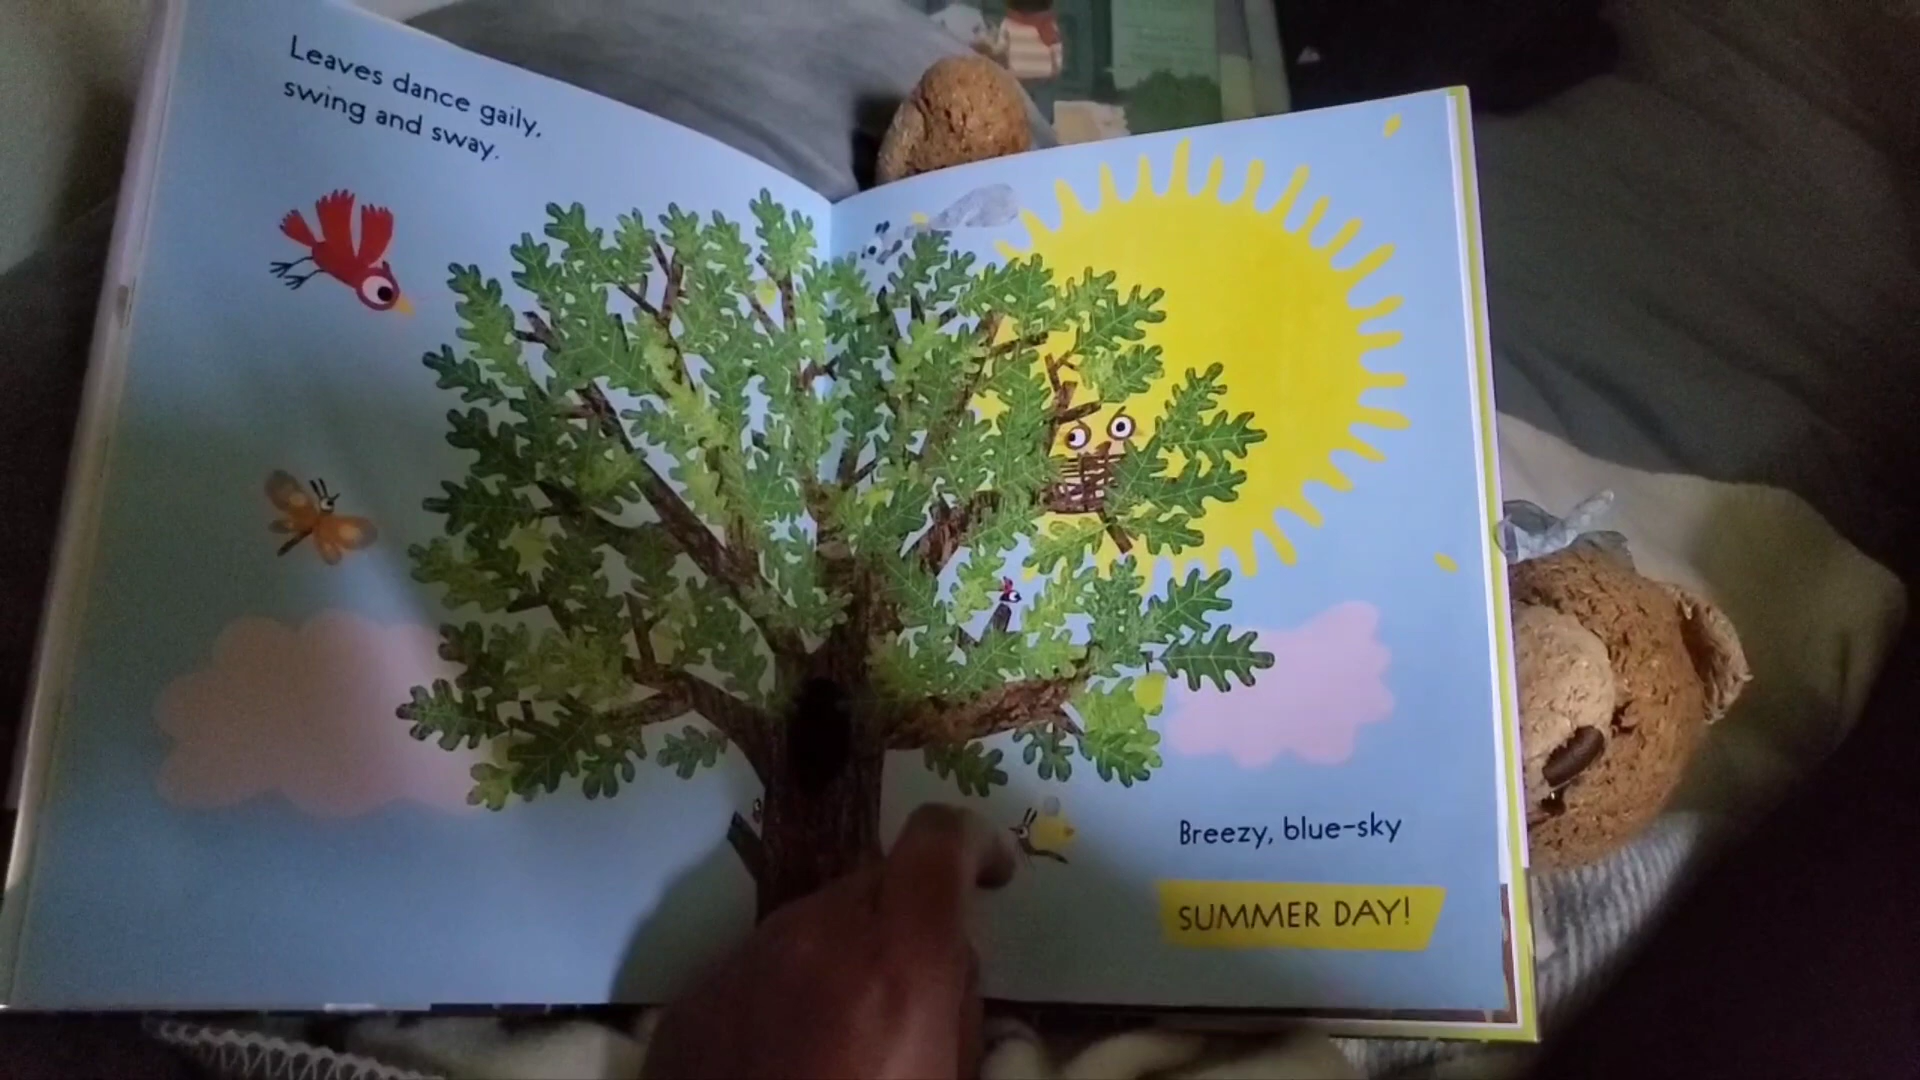 Leaves dance gaily,
swing and sway.
Breezy, blue-sky
SUMMER DAY!